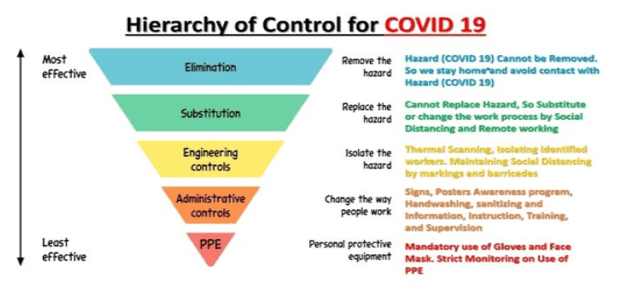 Hierarchy of Control for COVID 19
Most
effective
Elimination
Remove the
hazard
Hazard (COVID 19) Cannot be Removed.
So we stay home and avoid contact with
Hazard (COVID 19)
Substitution
Replace the
hazard
Cannot Replace Hazard, So Substitute
or change the work process by Social
Distancing and Remote working
Engineering
controls
Isolate the
hazard
Thermal Scanning, Isolating identified
workers. Maintaining Social Distancing
by markings and barricades
Administrative
controls
Change the way
people work
Signs, Posters Awareness program,
Handwashing, sanitizing and
Information, Instruction, Training,
and Supervision
Least
effective
PPE
Personal protective
equipment
Mandatory use of Gloves and Face
Mask. Strict Monitoring on Use of
PPE